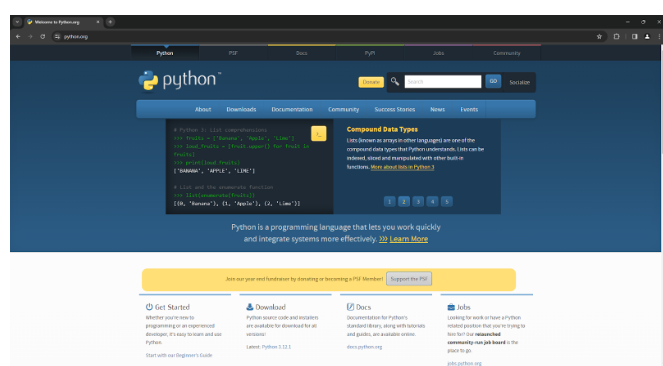 Welcome to Python.org
python.org
Python PSF Docs PyPI Jobs Community
python™
Donate Search GO Socialize
About Downloads Documentation Community Success Stories News Events
# Python 3: List comprehensions
>>> fruits = ['Banana', 'Apple', 'Lime']
>>> loud_fruits = [fruit.upper() for fruit in
fruits]
>>> print(loud_fruits)
['BANANA', 'APPLE', 'LIME']
# List and the enumerate function
>>> list(enumerate(fruits))
[(0, 'Banana'), (1, 'Apple'), (2, 'Lime')]
>_
Compound Data Types
Lists (known as arrays in other languages) are one of the
compound data types that Python understands. Lists can be
indexed, sliced and manipulated with other built-in
functions. More about lists in Python 3
1 2 3 4 5
Python is a programming language that lets you work quickly
and integrate systems more effectively. >>> Learn More
Join our year end fundraiser by donating or becoming a PSF Member! Support the PSF
Get Started
Whether you're new to
programming or an experienced
developer, it's easy to learn and use
Python.
Start with our Beginner's Guide
Download
Python source code and installers
are available for download for all
versions!
Latest: Python 3.12.1
Docs
Documentation for Python's
standard library, along with tutorials
and guides, are available online.
docs.python.org
Jobs
Looking for work or have a Python
related position that you're trying to
hire for? Our relaunched
community-run job board is the
place to go.
jobs.python.org